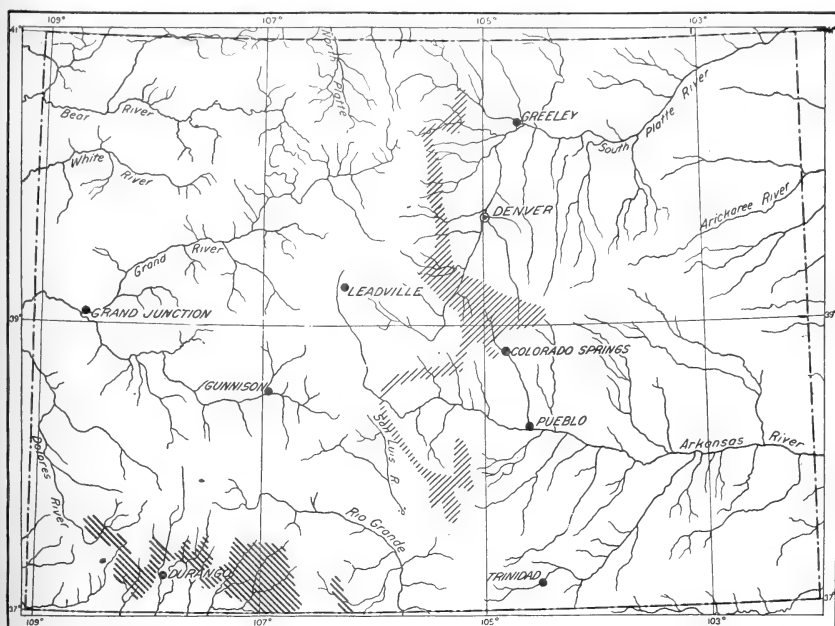 109° 107° 105° 103°
41°
North Platte
Bear River
GREELEY
South Platte River
White River
Arickaree River
DENVER
Grand River
LEADVILLE
GRAND JUNCTION
39° 39°
COLORADO SPRINGS
GUNNISON
San Luis R.
PUEBLO
Arkansas River
Dolores River
Rio Grande
DURANGO
TRINIDAD
37° 37°
109° 107° 105° 103°